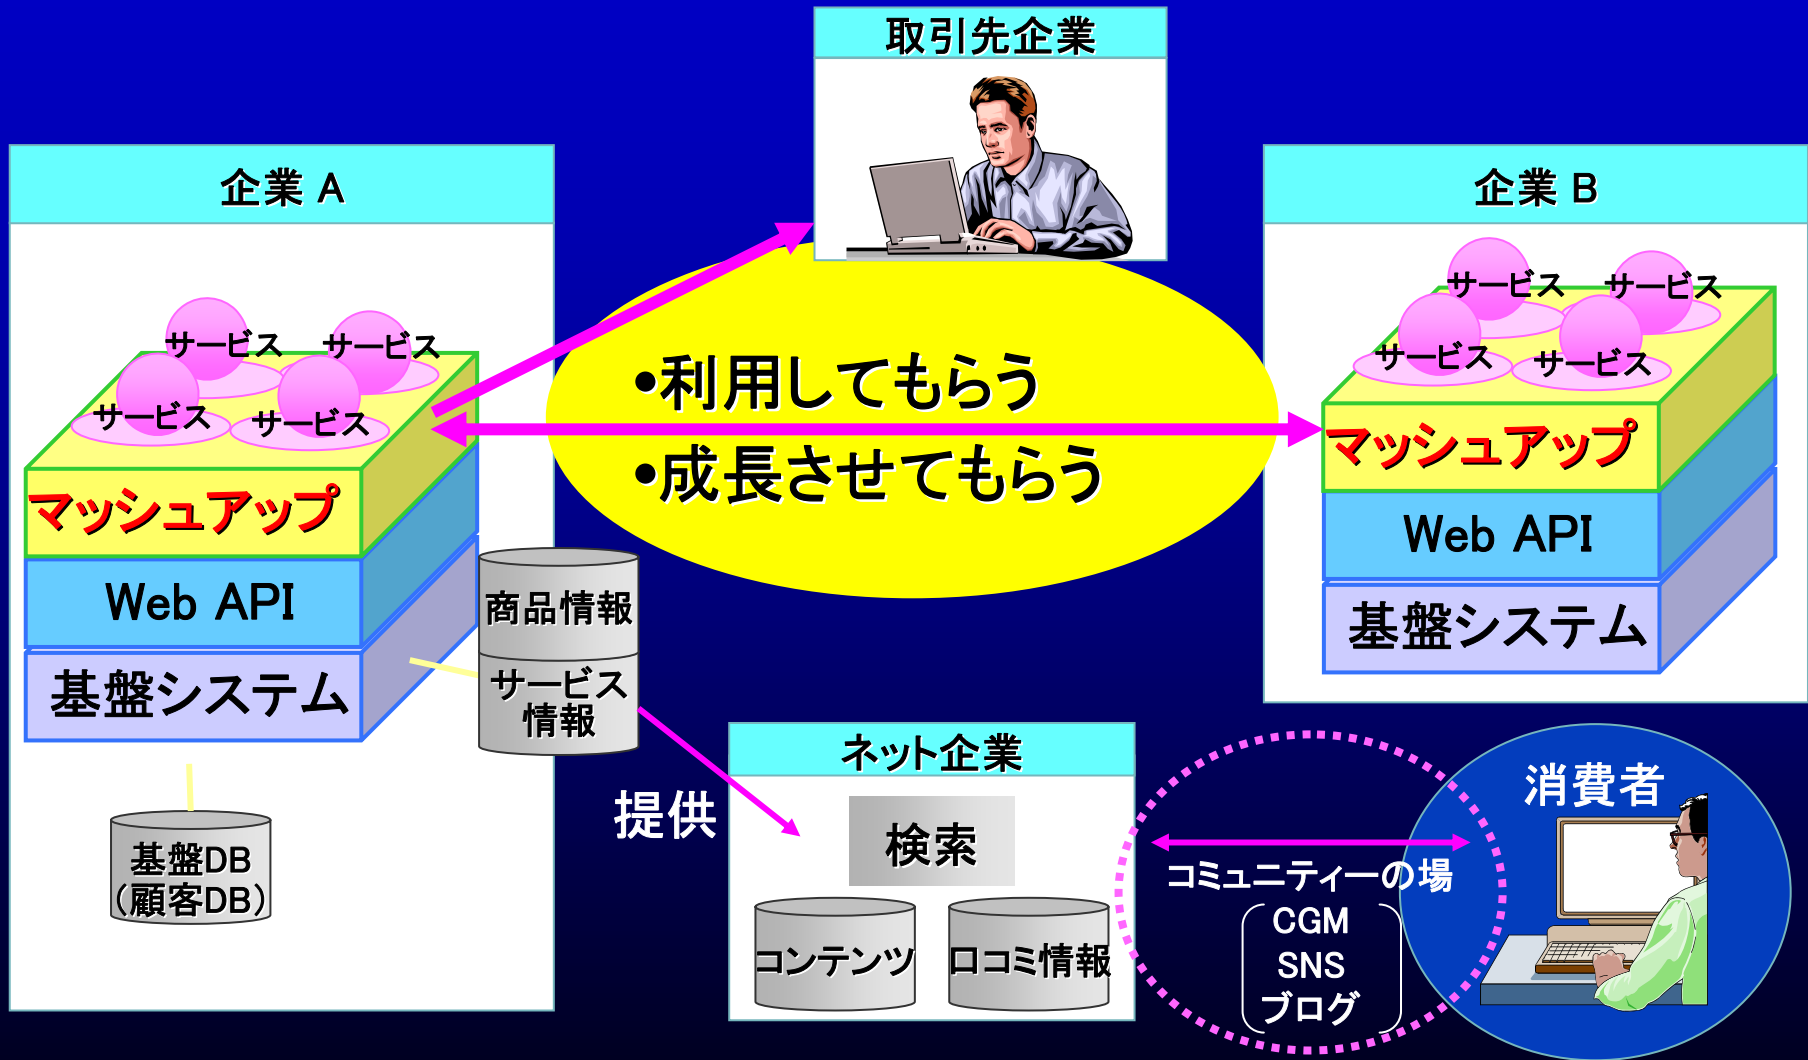 取引先企業
企業 A
サービス
サービス
サービス
サービス
マッシュアップ
Web API
基盤システム
基盤DB
(顧客DB)
商品情報
サービス
情報
•利用してもらう
•成長させてもらう
企業 B
サービス
サービス
サービス
サービス
マッシュアップ
Web API
基盤システム
提供
ネット企業
検索
コンテンツ
口コミ情報
コミュニティーの場
CGM
SNS
ブログ
消費者